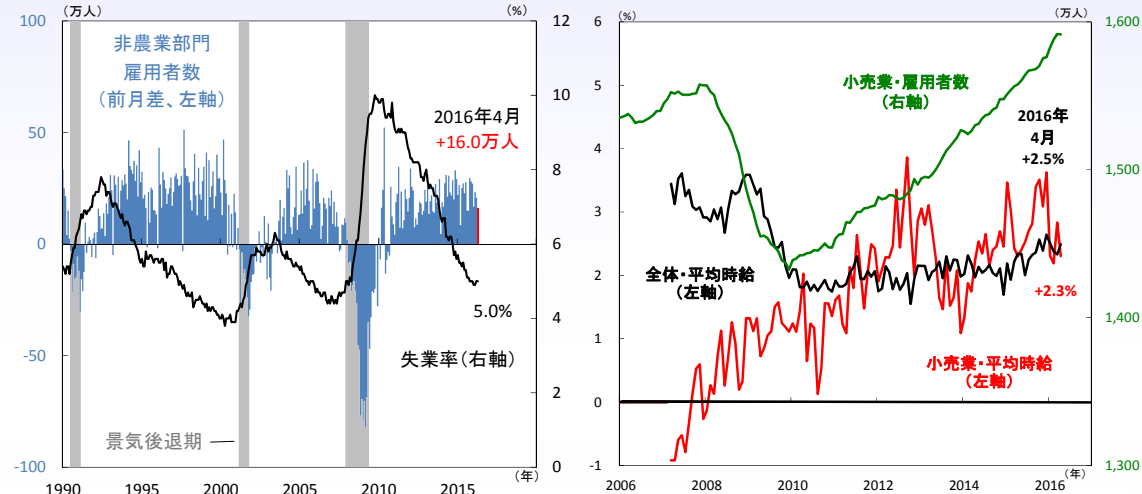 （万人）
（%）
100
50
0
-50
-100
12
10
8
6
4
2
0
非農業部門
雇用者数
（前月差、左軸）
2016年4月
+16.0万人
5.0%
失業率（右軸）
景気後退期
（年）
1990
1995
2000
2005
2010
2015
（%）
（万人）
6
5
4
3
2
1
0
-1
1,600
1,500
1,400
1,300
小売業・雇用者数
（右軸）
2016年
4月
+2.5%
全体・平均時給
（左軸）
+2.3%
小売業・平均時給
（左軸）
（年）
2006
2008
2010
2012
2014
2016